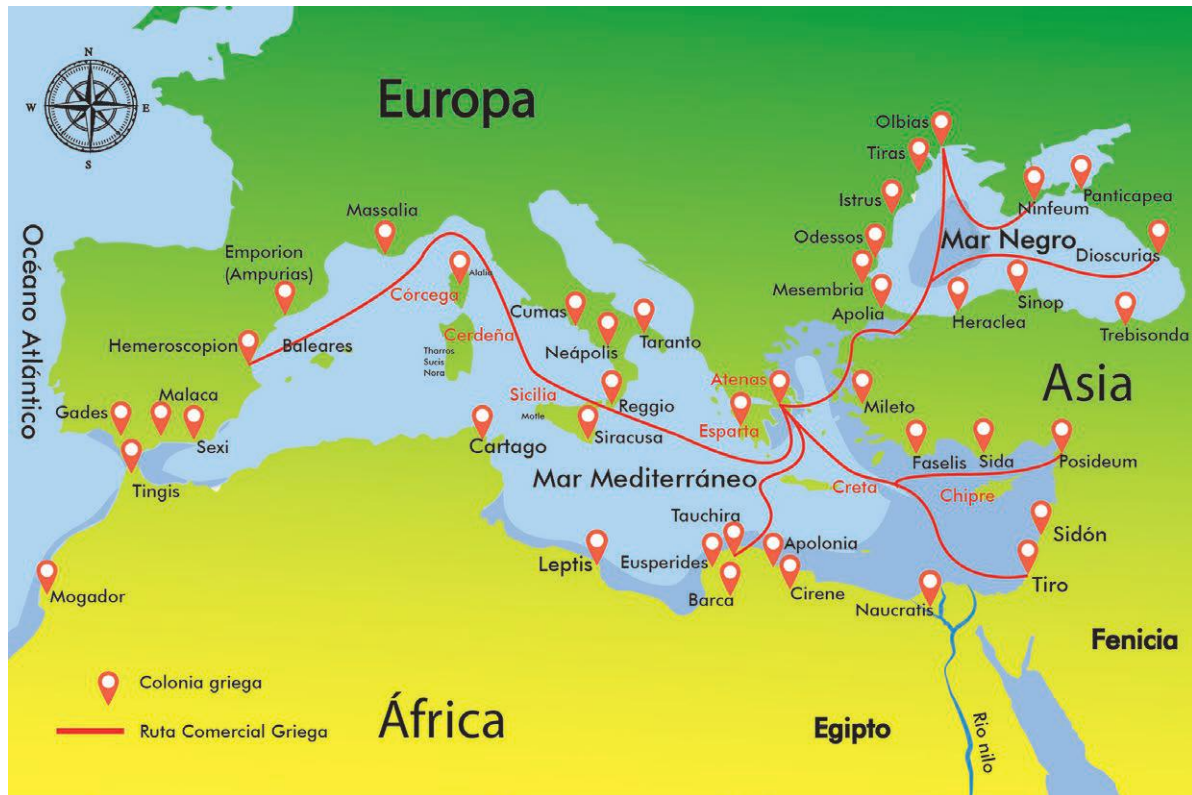 N
W
E
S
Europa
Océano Atlántico
Olbias
Tiras
Istrus
Ninfeum
Panticapea
Odessos
Mar Negro
Dioscurias
Mesembria
Apolia
Heraclea
Sinop
Trebisonda
Massalia
Emporion
(Ampurias)
Alalia
Córcega
Hemeroscopion
Baleares
Cerdeña
Tharros
Sucis
Nora
Cumas
Neápolis
Taranto
Atenas
Mileto
Asia
Malaca
Gades
Sexi
Tingis
Sicilia
Reggio
Motle
Siracusa
Esparta
Cartago
Mar Mediterráneo
Faselis
Sida
Posideum
Creta
Chipre
Tauchira
Leptis
Eusperides
Apolonia
Barca
Cirene
Naucratis
Sidón
Tiro
Mogador
Fenicia
Colonia griega
Ruta Comercial Griega
África
Egipto
Río nilo